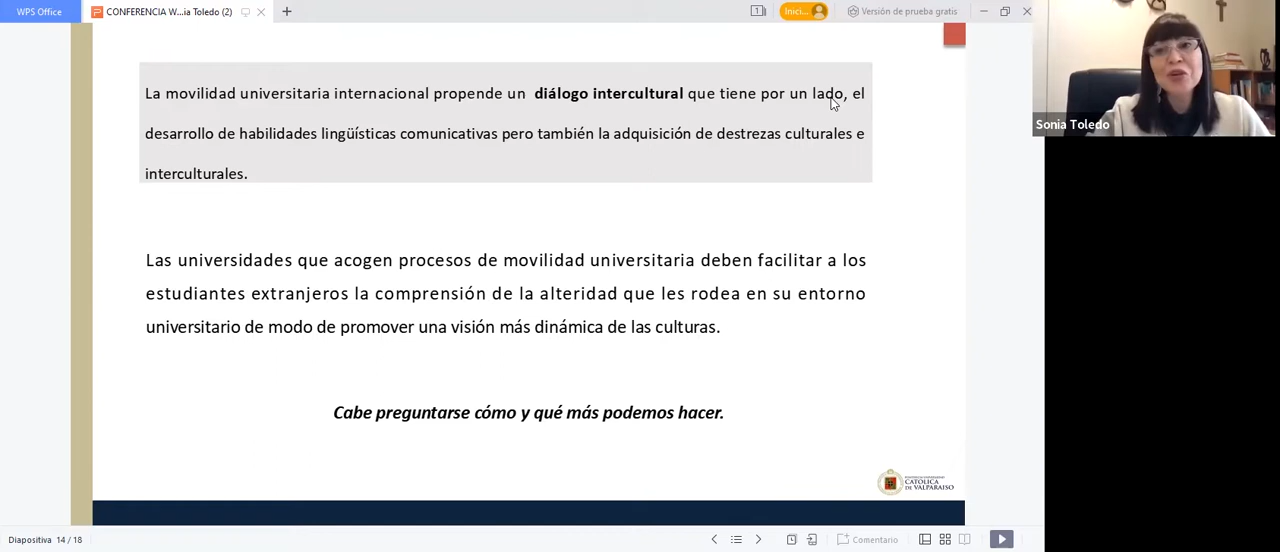 WPS Office
CONFERENCIA W...ia Toledo (2)
Inici...
Versión de prueba gratis
La movilidad universitaria internacional propende un diálogo intercultural que tiene por un lado, el
desarrollo de habilidades lingüísticas comunicativas pero también la adquisición de destrezas culturales e
interculturales.
Sonia Toledo
Las universidades que acogen procesos de movilidad universitaria deben facilitar a los
estudiantes extranjeros la comprensión de la alteridad que les rodea en su entorno
universitario de modo de promover una visión más dinámica de las culturas.
Cabe preguntarse cómo y qué más podemos hacer.
PONTIFICIA UNIVERSIDAD
CATOLICA
DE VALPARAISO
Diapositiva 14 / 18
Comentario